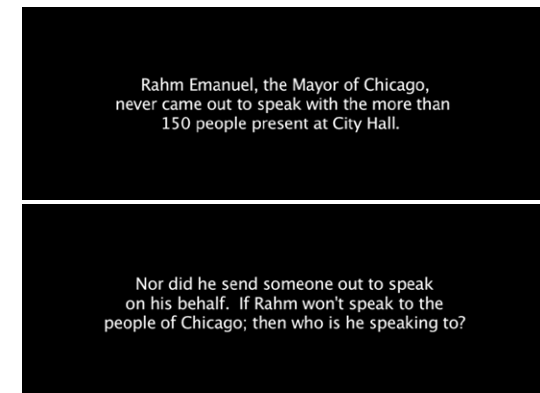 Rahm Emanuel, the Mayor of Chicago,
never came out to speak with the more than
150 people present at City Hall.
Nor did he send someone out to speak
on his behalf.  If Rahm won't speak to the
people of Chicago; then who is he speaking to?